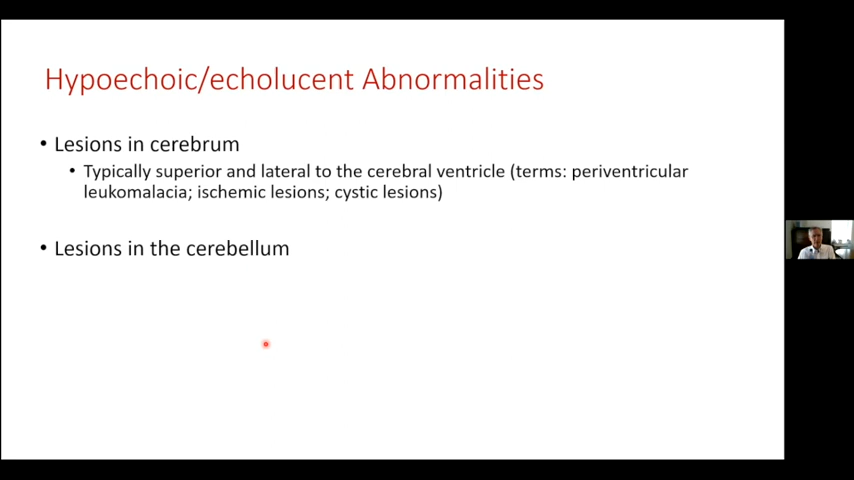 Hypoechoic/echolucent Abnormalities
• Lesions in cerebrum
• Typically superior and lateral to the cerebral ventricle (terms: periventricular
leukomalacia; ischemic lesions; cystic lesions)
• Lesions in the cerebellum